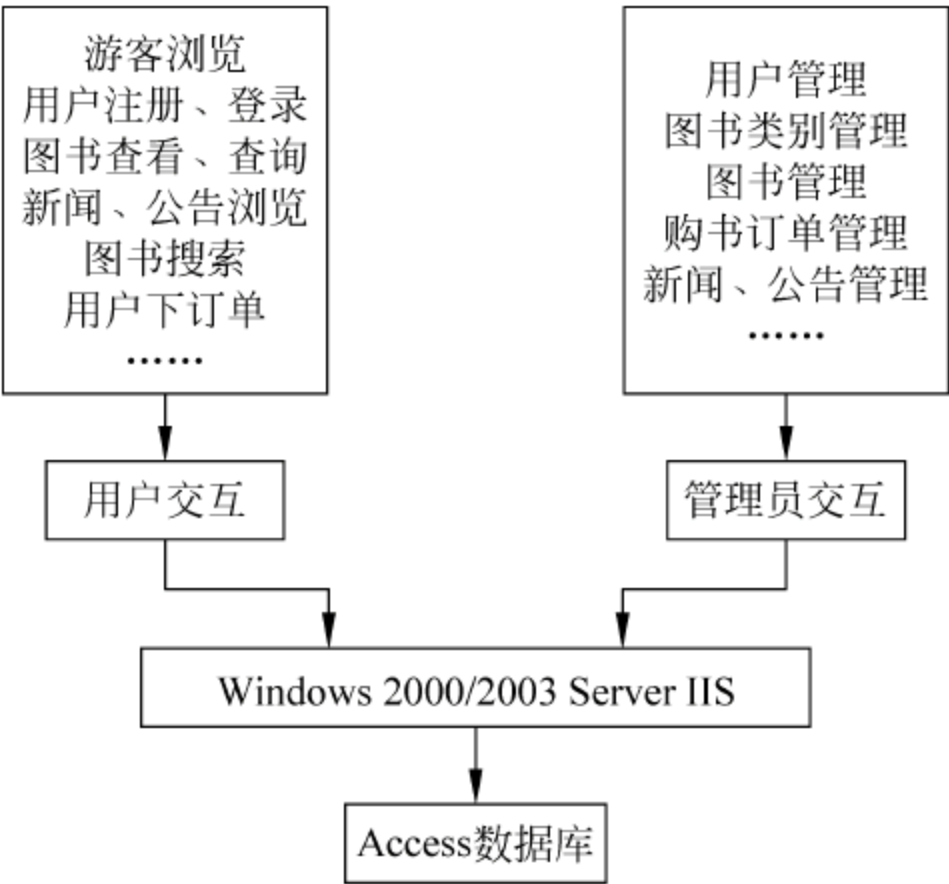 游客浏览
用户注册、登录
图书查看、查询
新闻、公告浏览
图书搜索
用户下订单
……
用户管理
图书类别管理
图书管理
购书订单管理
新闻、公告管理
……
用户交互
管理员交互
Windows 2000/2003 Server IIS
Access数据库